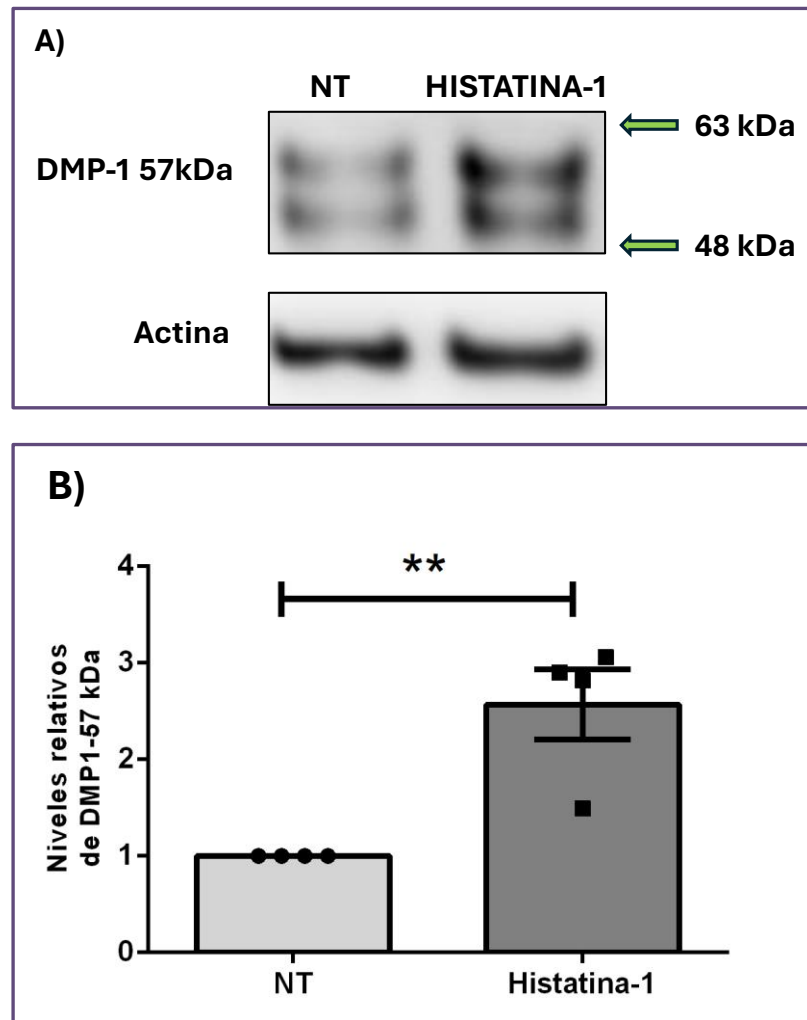 A)
NT HISTATINA-1
63 kDa
DMP-1 57kDa
48 kDa
Actina
B)
**
4
3
2
1
0
Niveles relativos
de DMP1-57 kDa
NT Histatina-1